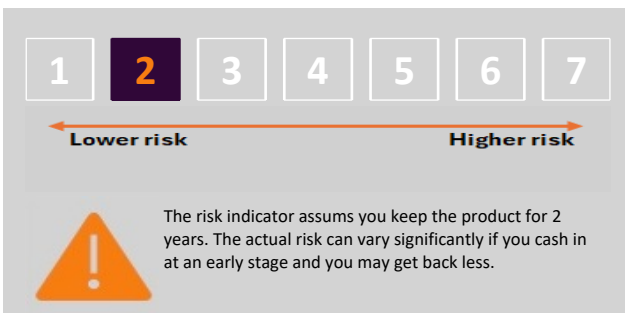 1 2 3 4 5 6 7
Lower risk Higher risk
The risk indicator assums you keep the product for 2
years. The actual risk can vary significantly if you cash in
at an early stage and you may get back less.